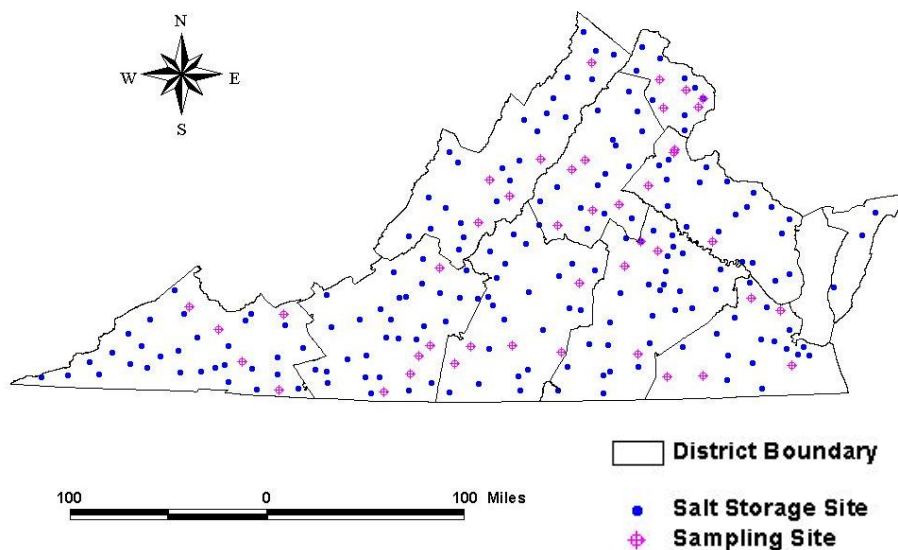 N
W E
S
District Boundary
100 0 100 Miles
Salt Storage Site
Sampling Site